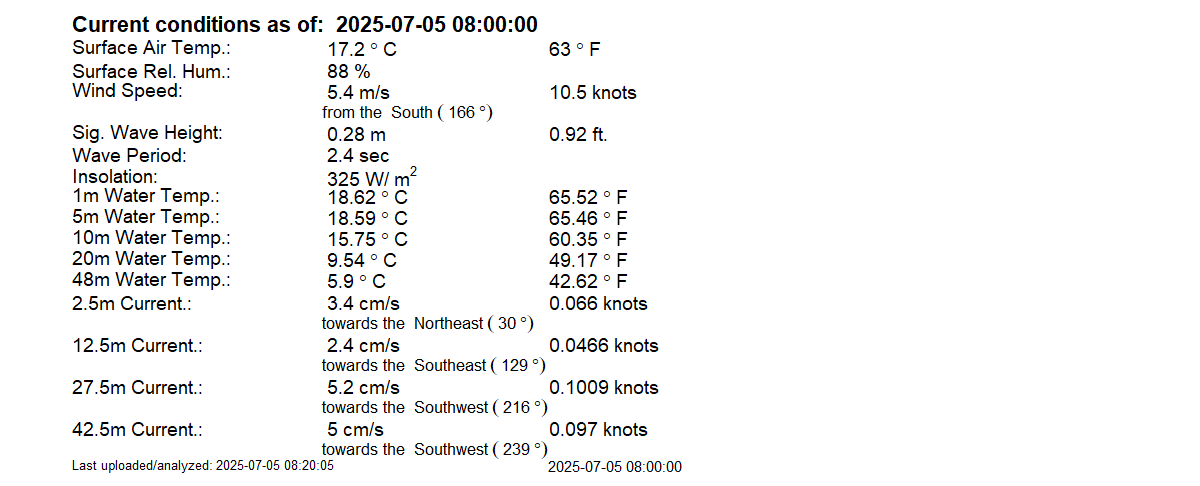 Current conditions as of: 2025-07-05 08:00:00
Surface Air Temp.: 17.2 ° C 63 ° F
Surface Rel. Hum.: 88 %
Wind Speed: 5.4 m/s 10.5 knots
from the South ( 166 °)
Sig. Wave Height: 0.28 m 0.92 ft.
Wave Period: 2.4 sec
Insolation: 325 W/ m²
1m Water Temp.: 18.62 ° C 65.52 ° F
5m Water Temp.: 18.59 ° C 65.46 ° F
10m Water Temp.: 15.75 ° C 60.35 ° F
20m Water Temp.: 9.54 ° C 49.17 ° F
48m Water Temp.: 5.9 ° C 42.62 ° F
2.5m Current.: 3.4 cm/s 0.066 knots
towards the Northeast ( 30 °)
12.5m Current.: 2.4 cm/s 0.0466 knots
towards the Southeast ( 129 °)
27.5m Current.: 5.2 cm/s 0.1009 knots
towards the Southwest ( 216 °)
42.5m Current.: 5 cm/s 0.097 knots
towards the Southwest ( 239 °)
Last uploaded/analyzed: 2025-07-05 08:20:05 2025-07-05 08:00:00